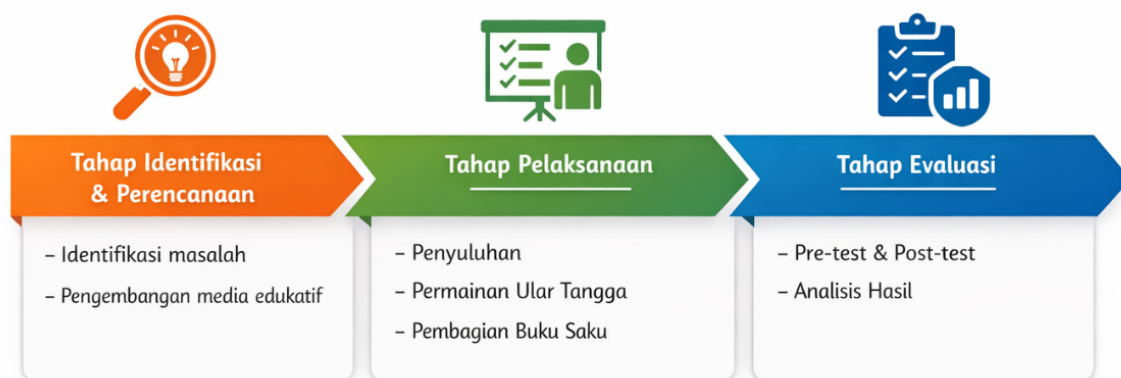 Tahap Identifikasi
& Perencanaan
– Identifikasi masalah
– Pengembangan media edukatif
Tahap Pelaksanaan
– Penyuluhan
– Permainan Ular Tangga
– Pembagian Buku Saku
Tahap Evaluasi
– Pre-test & Post-test
– Analisis Hasil